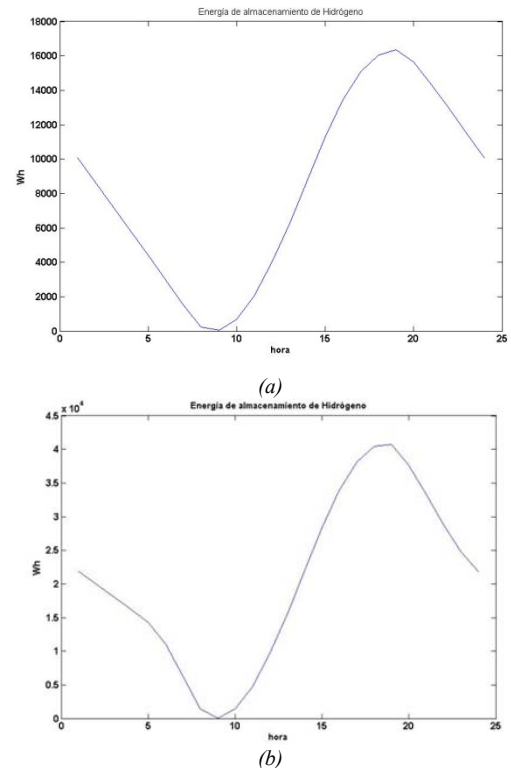 Energía de almacenamiento de Hidrógeno
18000
16000
14000
12000
10000
8000
6000
4000
2000
0
Wh
0 5 10 15 20 25
hora
(a)
x 10^4
Energía de almacenamiento de Hidrógeno
4.5
4
3.5
3
2.5
2
1.5
1
0.5
0
Wh
0 5 10 15 20 25
hora
(b)